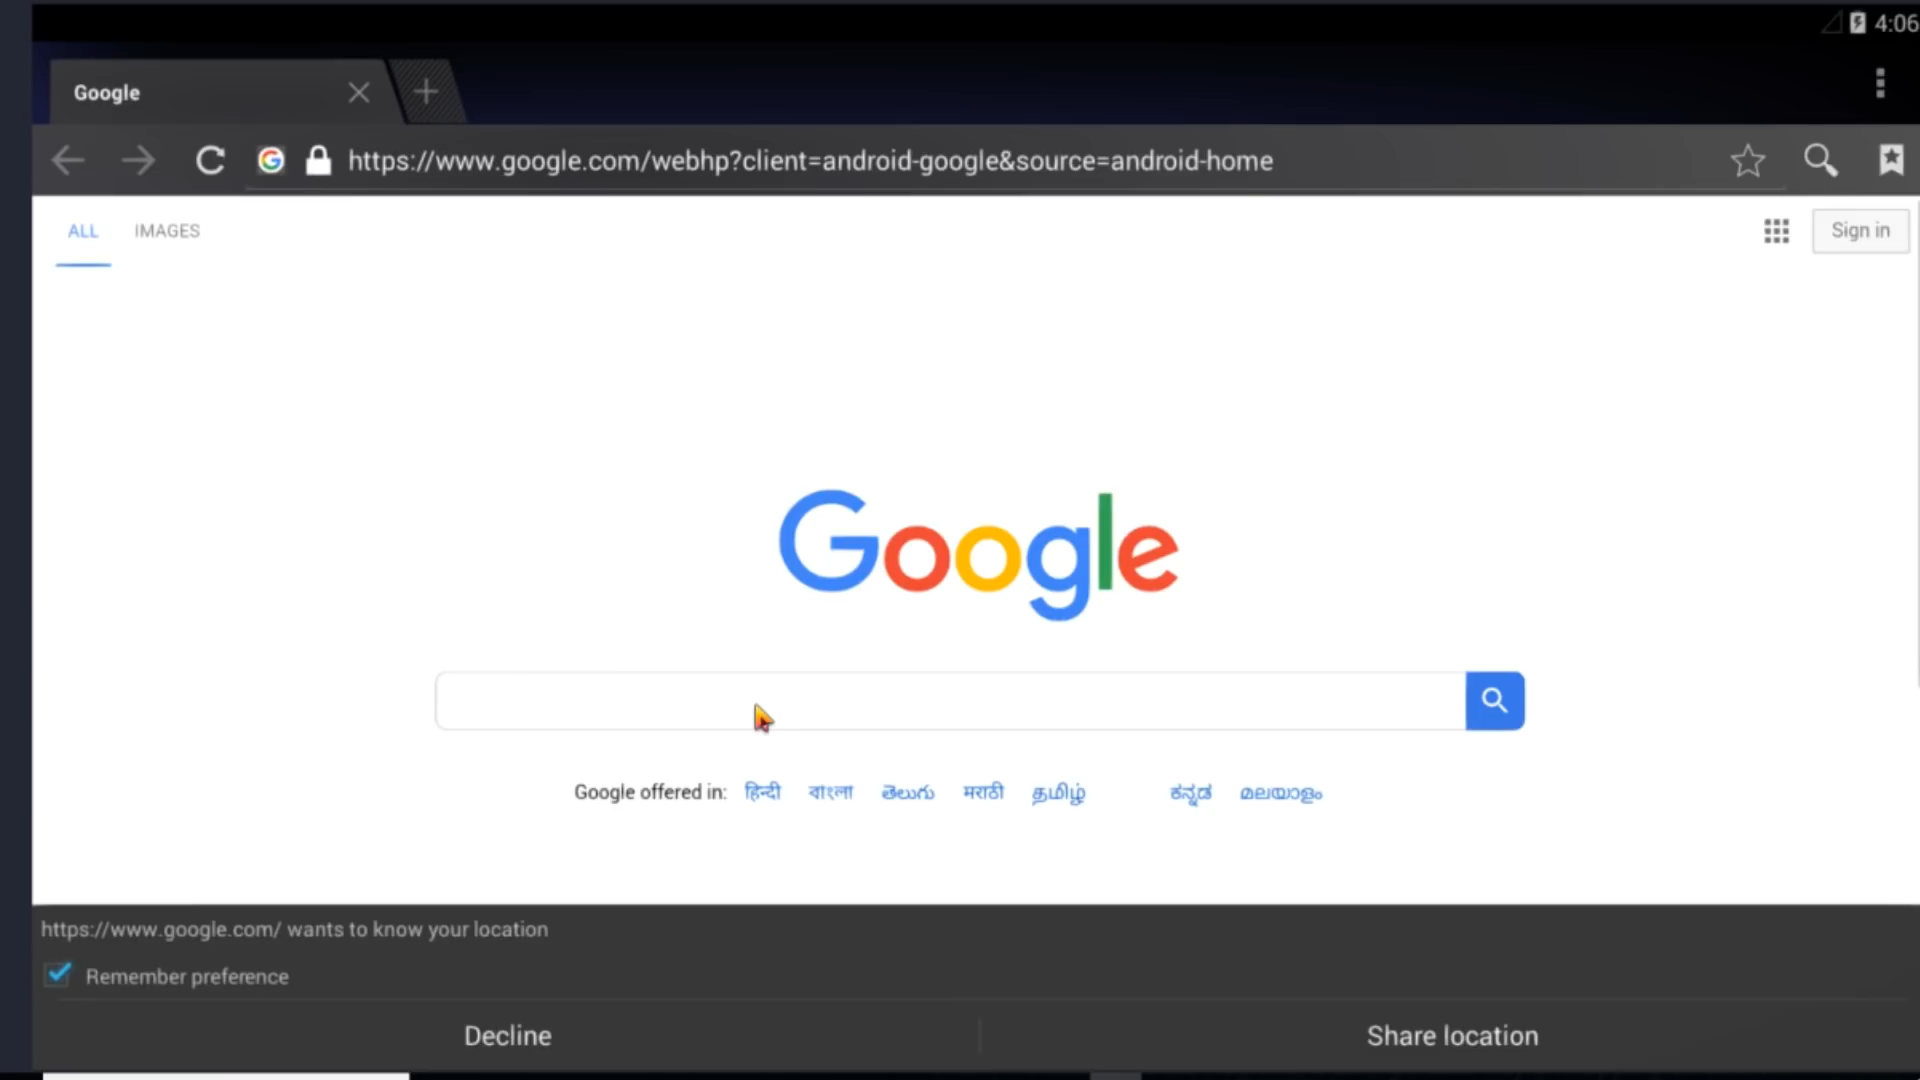 4:06
Google
https://www.google.com/webhp?client=android-google&source=android-home
ALL IMAGES Sign in
Google
Google offered in: हिन्दी বাংলা తెలుగు मराठी தமிழ் ಕನ್ನಡ മലയാളം
https://www.google.com/ wants to know your location
Remember preference
Decline Share location